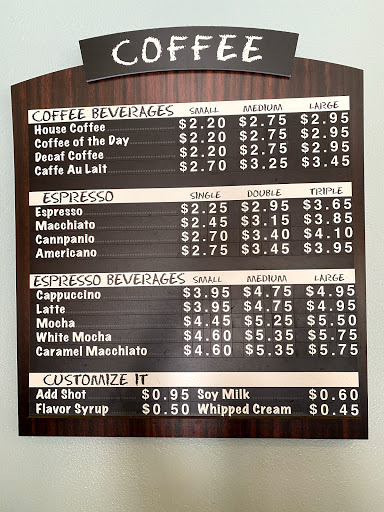 COFFEE
COFFEE BEVERAGES SMALL MEDIUM LARGE
House Coffee $2.20 $2.75 $2.95
Coffee of the Day $2.20 $2.75 $2.95
Decaf Coffee $2.20 $2.75 $2.95
Caffe Au Lait $2.70 $3.25 $3.45
ESPRESSO SINGLE DOUBLE TRIPLE
Espresso $2.25 $2.95 $3.65
Macchiato $2.45 $3.15 $3.85
Cannpanio $2.70 $3.40 $4.10
Americano $2.75 $3.45 $3.95
ESPRESSO BEVERAGES SMALL MEDIUM LARGE
Cappuccino $3.95 $4.75 $4.95
Latte $3.95 $4.75 $4.95
Mocha $4.45 $5.25 $5.50
White Mocha $4.60 $5.35 $5.75
Caramel Macchiato $4.60 $5.35 $5.75
CUSTOMIZE IT
Add Shot $0.95 Soy Milk $0.60
Flavor Syrup $0.50 Whipped Cream $0.45